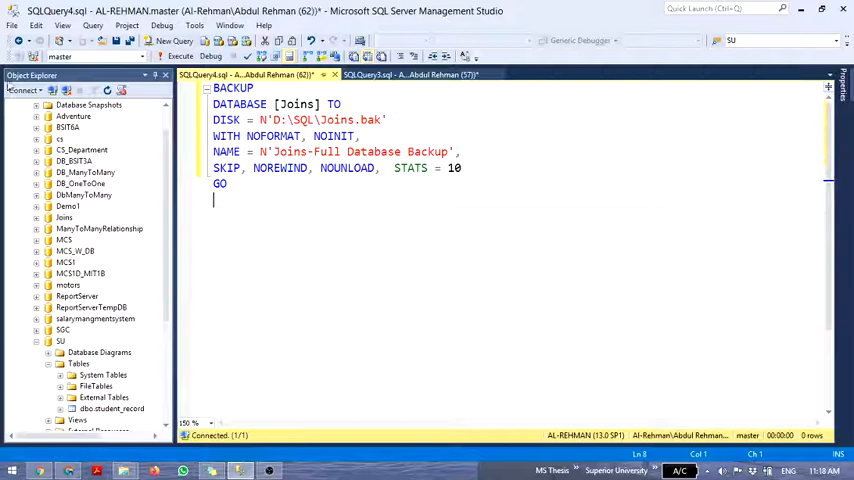 SQLQuery4.sql - AL-REHMAN.master (Al-Rehman\Abdul Rehman (62))* - Microsoft SQL Server Management Studio
Quick Launch (Ctrl+Q)
File Edit View Query Project Debug Tools Window Help
New Query
Generic Debugger
SU
master
Execute Debug
Object Explorer
SQLQuery4.sql - A...Abdul Rehman (62))*
SQLQuery3.sql - A...Abdul Rehman (57))*
Properties
Connect
Database Snapshots
Adventure
BSIT6A
cs
CS_Department
DB_BSIT3A
DB_ManyToMany
DB_OneToOne
DbManyToMany
Demo1
Joins
ManyToManyRelationship
MCS
MCS_W_DB
MCS1
MCS1D_MIT1B
motors
ReportServer
ReportServerTempDB
salarymangmentsystem
SGC
SU
Database Diagrams
Tables
System Tables
FileTables
External Tables
dbo.student_record
Views
BACKUP
DATABASE [Joins] TO
DISK = N'D:\SQL\Joins.bak'
WITH NOFORMAT, NOINIT,
NAME = N'Joins-Full Database Backup',
SKIP, NOREWIND, NOUNLOAD, STATS = 10
GO
150 %
Connected. (1/1)
AL-REHMAN (13.0 SP1)
Al-Rehman\Abdul Rehman...
master
00:00:00
0 rows
Ln 8
Col 1
Ch 1
INS
MS Thesis
Superior University
A/C
ENG
11:18 AM